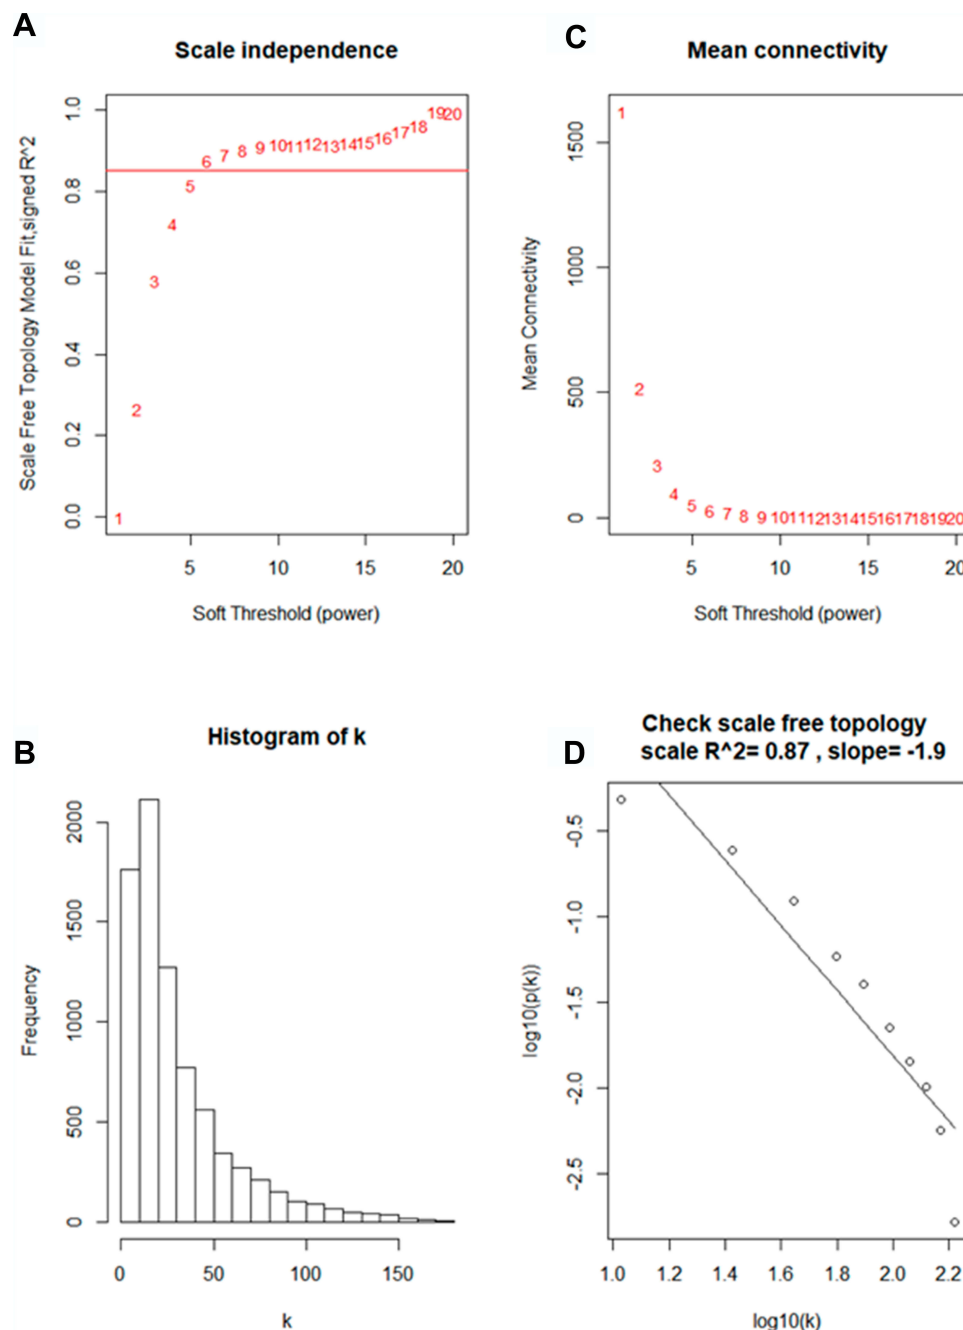 A
Scale independence
Scale Free Topology Model Fit,signed R^2
0.0 0.2 0.4 0.6 0.8 1.0
1 2 3 4 5 6 7 8 9 10 11 12 13 14 15 16 17 18 19 20
5 10 15 20
Soft Threshold (power)
C
Mean connectivity
Mean Connectivity
0 500 1000 1500
1 2 3 4 5 6 7 8 9 10 11 12 13 14 15 16 17 18 19 20
5 10 15 20
Soft Threshold (power)
B
Histogram of k
Frequency
0 500 1000 1500 2000
0 50 100 150
k
D
Check scale free topology
scale R^2= 0.87 , slope= -1.9
log10(p(k))
-2.5 -2.0 -1.5 -1.0 -0.5
1.0 1.2 1.4 1.6 1.8 2.0 2.2
log10(k)